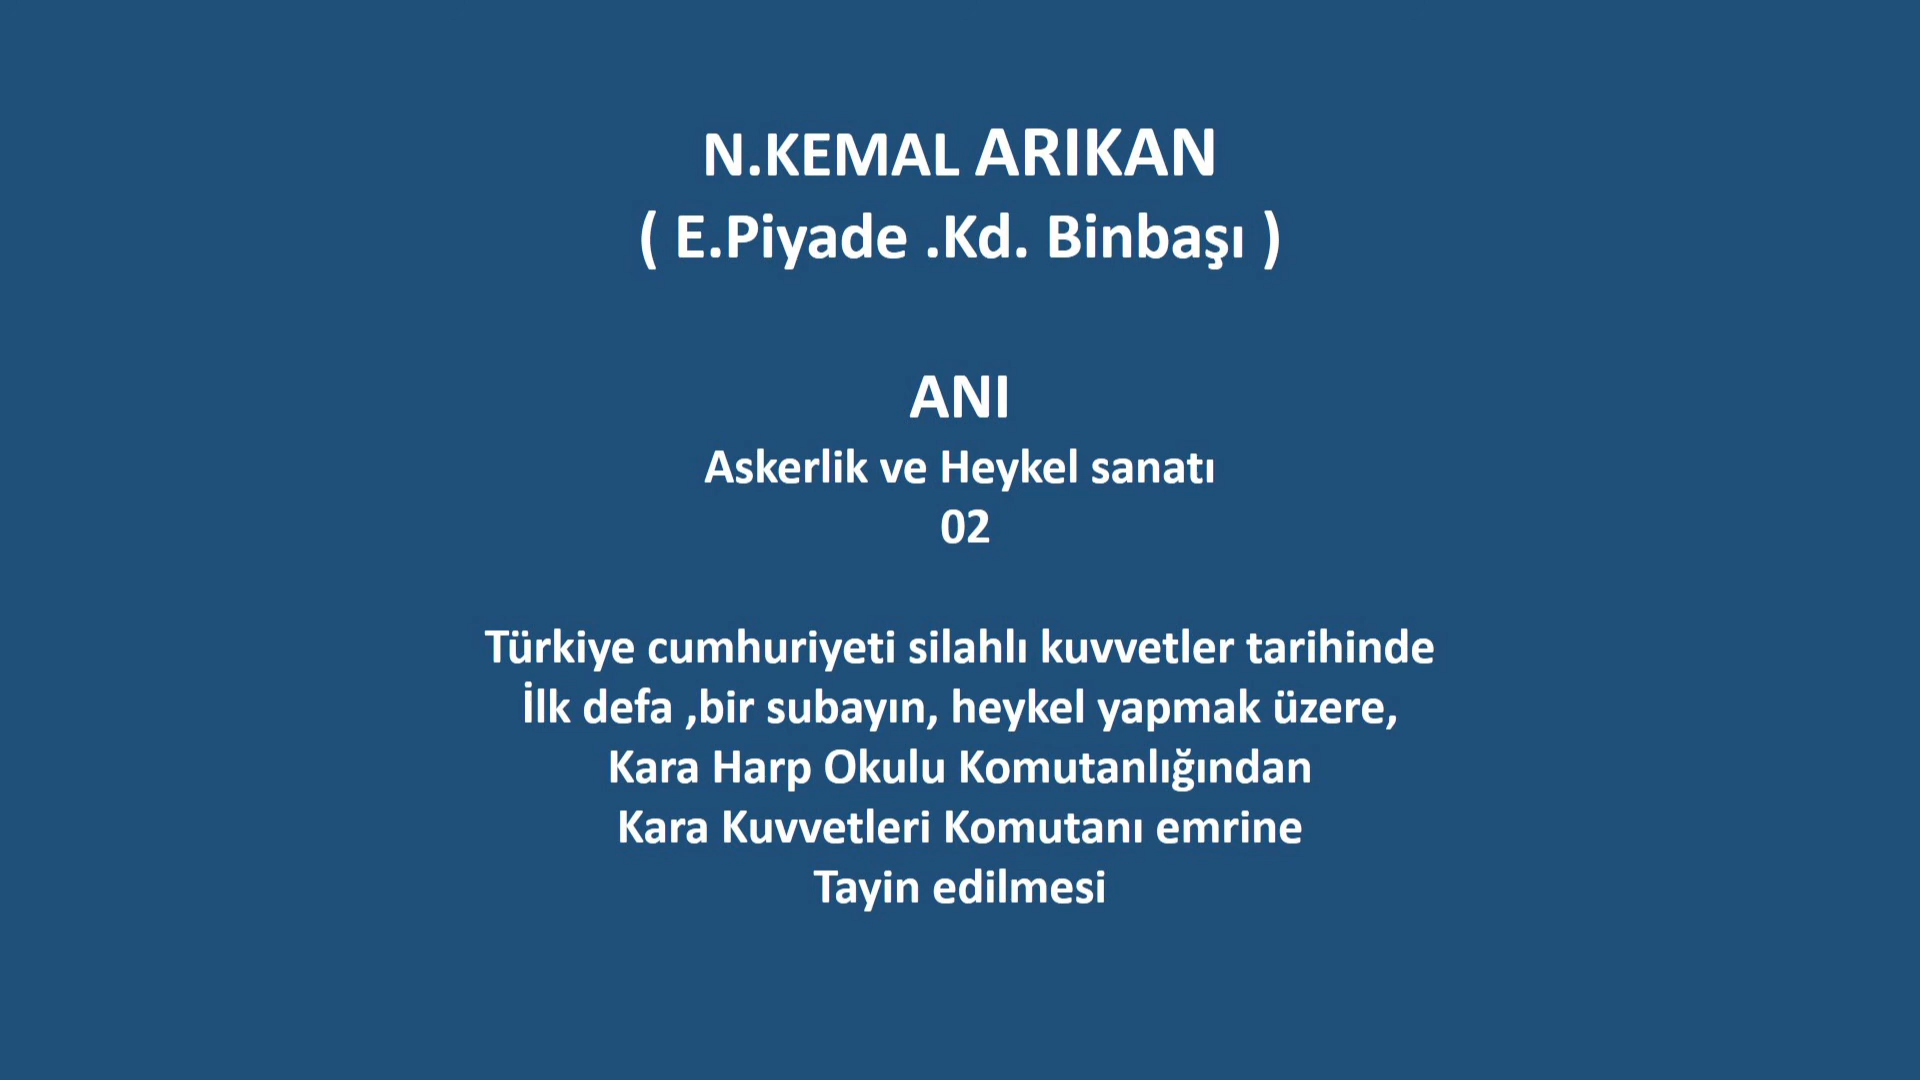 N.KEMAL ARIKAN
( E.Piyade .Kd. Binbaşı )
ANI
Askerlik ve Heykel sanatı
02
Türkiye cumhuriyeti silahlı kuvvetler tarihinde
İlk defa ,bir subayın, heykel yapmak üzere,
Kara Harp Okulu Komutanlığından
Kara Kuvvetleri Komutanı emrine
Tayin edilmesi